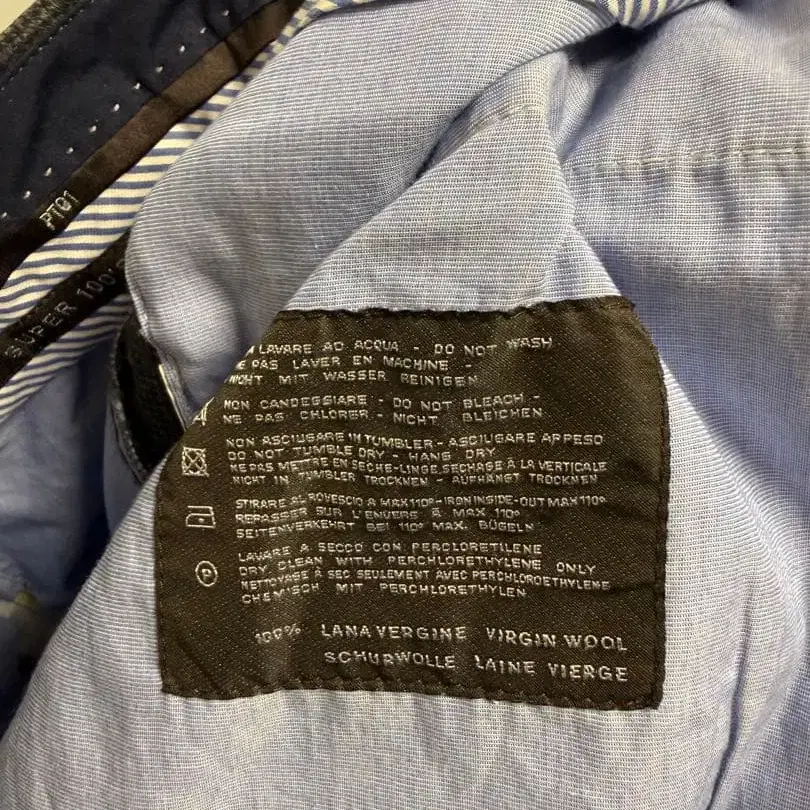 PT01
SUPER 100'
LAVARE AD ACQUA - DO NOT WASH
NE PAS LAVER EN MACHINE -
NICHT MIT WASSER REINIGEN
NON CANDEGGIARE - DO NOT BLEACH -
NE PAS CHLORER - NICHT BLEICHEN
NON ASCIUGARE IN TUMBLER - ASCIUGARE APPESO
DO NOT TUMBLE DRY - HANG DRY
NE PAS METTRE EN SECHE-LINGE, SECHAGE À LA VERTICALE
NICHT IN TUMBLER TROCKNEN - AUFHÄNGT TROCKNEN
STIRARE AL ROVESCIO A MAX 110° - IRON INSIDE-OUT MAX 110°
REPASSER SUR L'ENVERS À MAX. 110°
SEITENVERKEHRT BEI 110° MAX. BÜGELN
LAVARE A SECCO CON PERCLORETILENE
P DRY CLEAN WITH PERCHLORETHYLENE ONLY
NETTOYAGE À SEC SEULEMENT AVEC PERCHLOROETHYLENE
CHEMISCH MIT PERCHLORETHYLEN
100% LANA VERGINE VIRGIN WOOL
SCHURWOLLE LAINE VIERGE